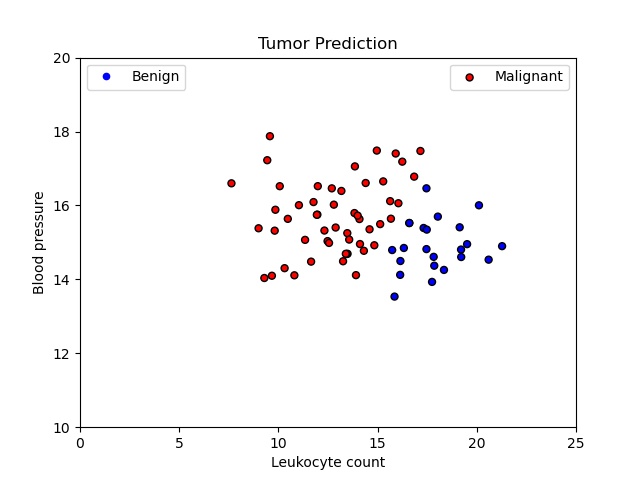 Tumor Prediction
Benign
Malignant
Blood pressure
20
18
16
14
12
10
0 5 10 15 20 25
Leukocyte count